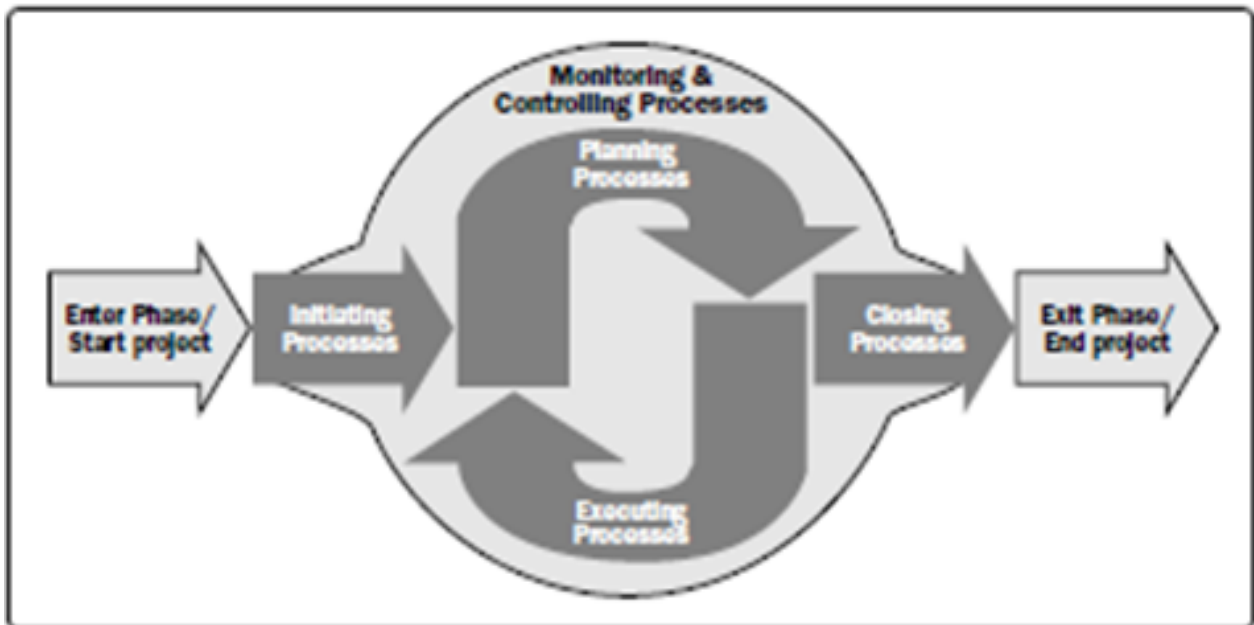 Monitoring &
Controlling Processes
Planning
Processes
Enter Phase/
Start project
Initiating
Processes
Closing
Processes
Exit Phase/
End project
Executing
Processes